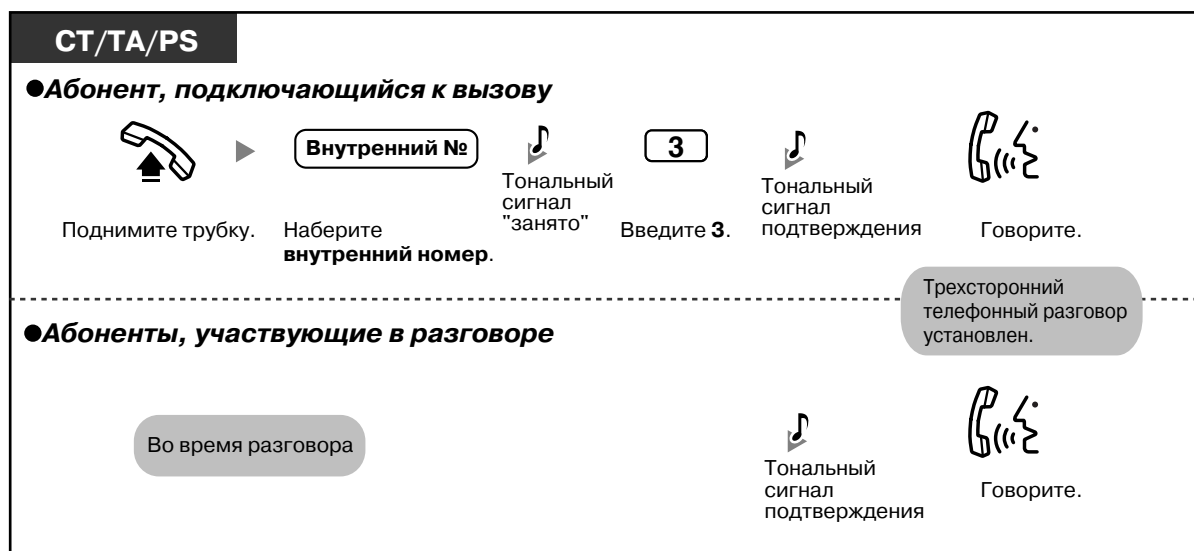 CT/TA/PS
●Абонент, подключающийся к вызову
Внутренний №
3
Тональный
сигнал
"занято"
Тональный
сигнал
подтверждения
Поднимите трубку.
Наберите
внутренний номер.
Введите 3.
Говорите.
Трехсторонний
телефонный разговор
установлен.
●Абоненты, участвующие в разговоре
Во время разговора
Тональный
сигнал
подтверждения
Говорите.